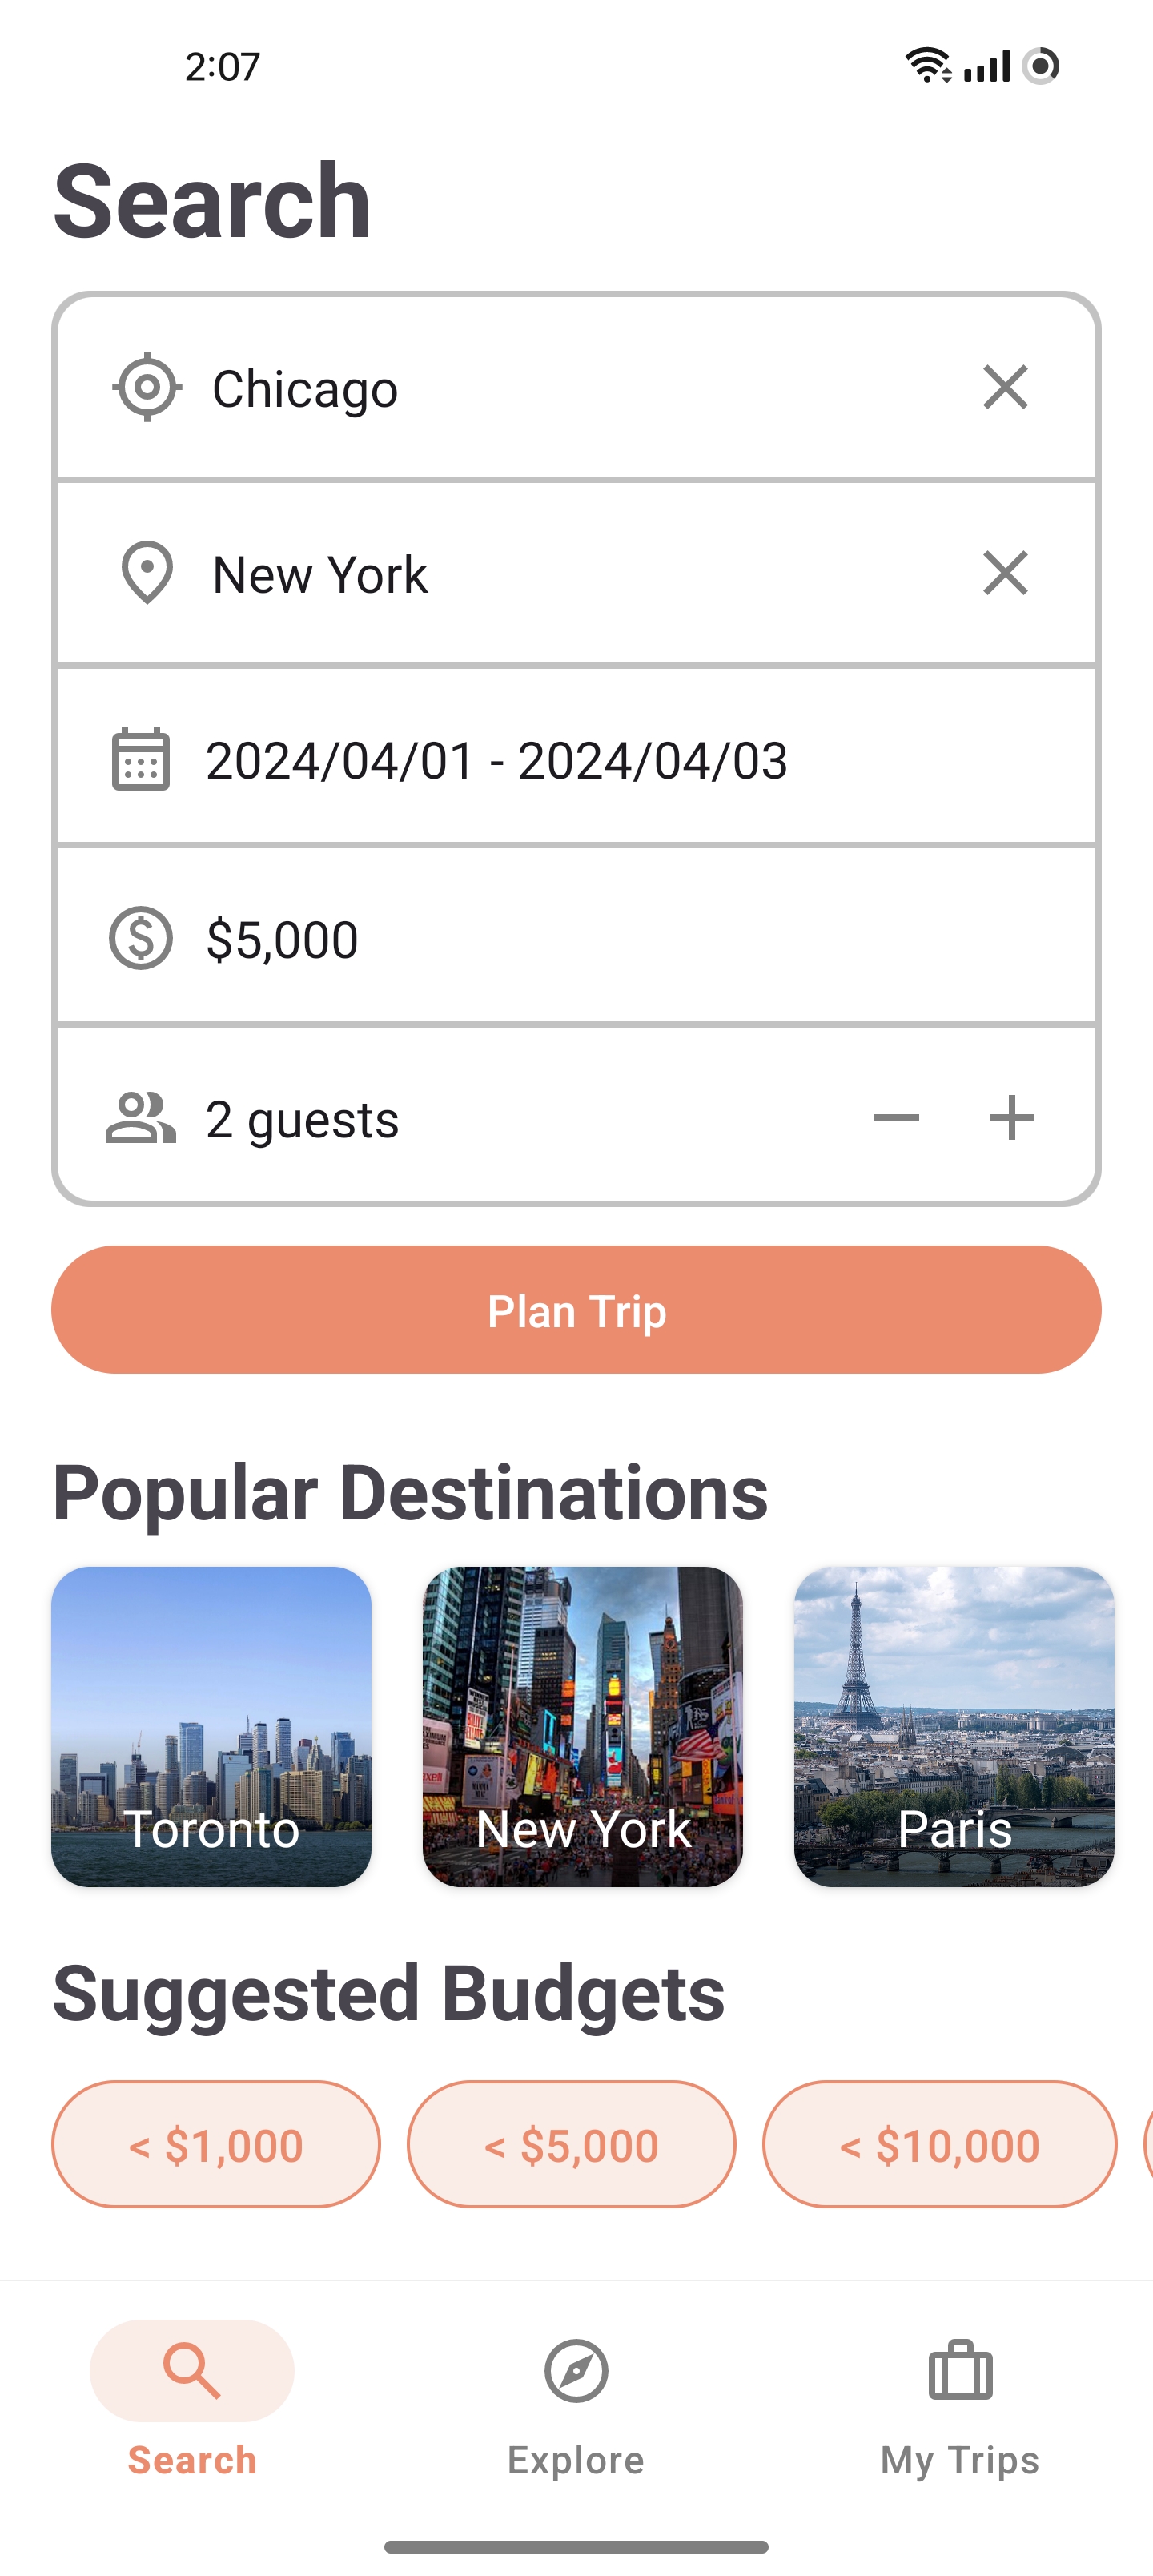 2:07
Search
Chicago
New York
2024/04/01 - 2024/04/03
$5,000
2 guests
Plan Trip
Popular Destinations
Toronto
New York
Paris
Suggested Budgets
< $1,000
< $5,000
< $10,000
Search
Explore
My Trips